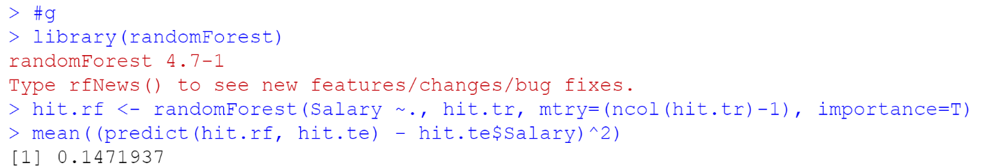 > #g
> library(randomForest)
randomForest 4.7-1
Type rfNews() to see new features/changes/bug fixes.
> hit.rf <- randomForest(Salary ~., hit.tr, mtry=(ncol(hit.tr)-1), importance=T)
> mean((predict(hit.rf, hit.te) - hit.te$Salary)^2)
[1] 0.1471937